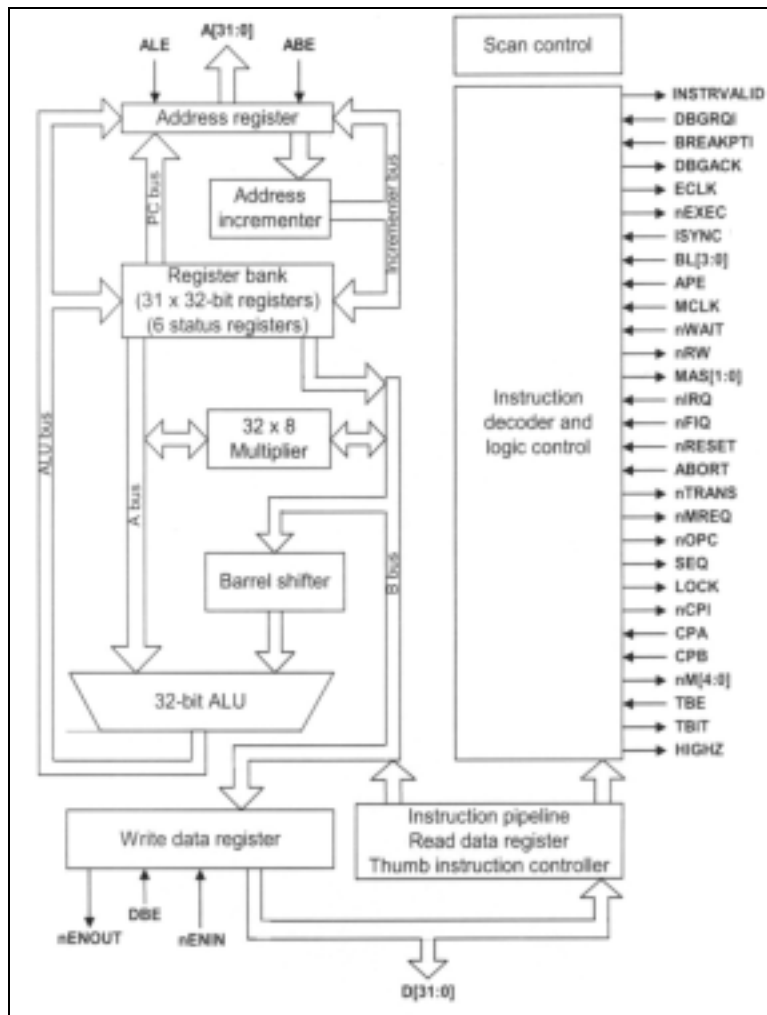 A[31:0]
ALE
ABE
Scan control
Address register
PC bus
Address
incrementer
Incrementer bus
Register bank
(31 x 32-bit registers)
(6 status registers)
ALU bus
A bus
32 x 8
Multiplier
B bus
Barrel shifter
32-bit ALU
Write data register
nENOUT
DBE
nENIN
Instruction
decoder and
logic control
INSTRVALID
DBGRQI
BREAKPTI
DBGACK
ECLK
nEXEC
ISYNC
BL[3:0]
APE
MCLK
nWAIT
nRW
MAS[1:0]
nIRQ
nFIQ
nRESET
ABORT
nTRANS
nMREQ
nOPC
SEQ
LOCK
nCPI
CPA
CPB
nM[4:0]
TBE
TBIT
HIGHZ
Instruction pipeline
Read data register
Thumb instruction controller
D[31:0]